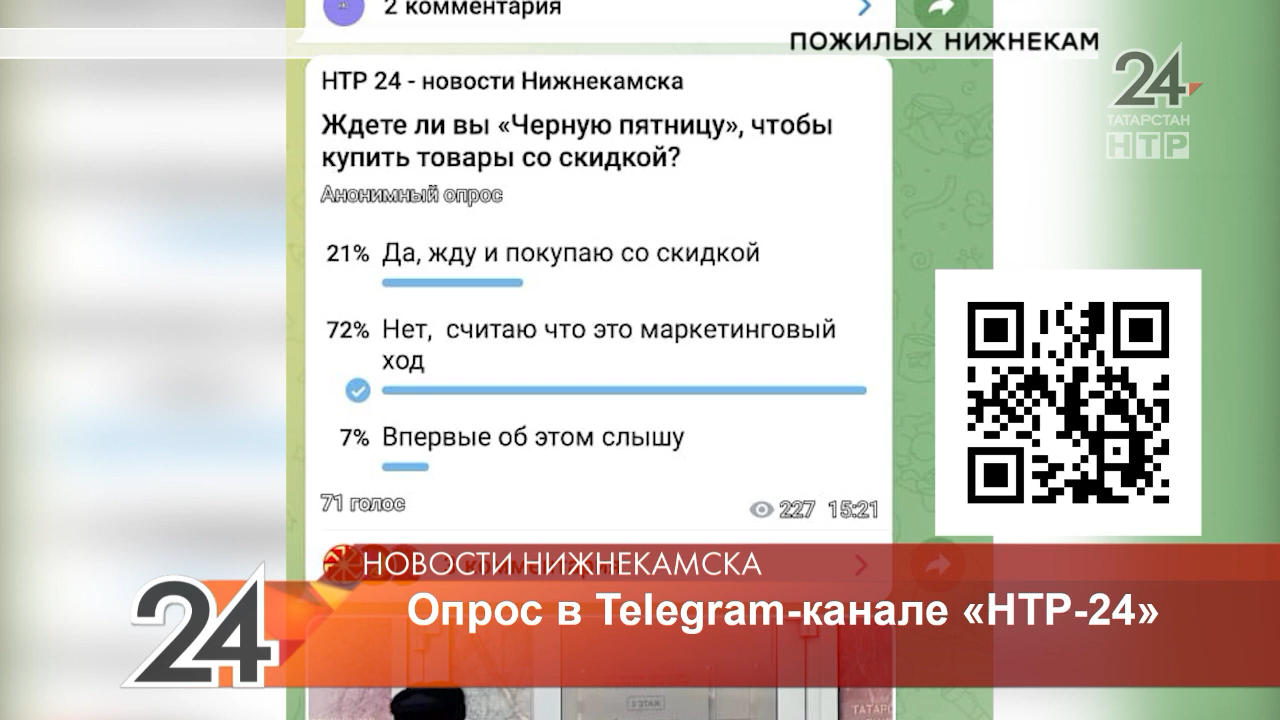 2 комментария
ПОЖИЛЫХ НИЖНЕКАМ
24
ТАТАРСТАН
НТР
НТР 24 - новости Нижнекамска
Ждете ли вы «Черную пятницу», чтобы
купить товары со скидкой?
Анонимный опрос
21% Да, жду и покупаю со скидкой
72% Нет, считаю что это маркетинговый
ход
7% Впервые об этом слышу
71 голос
227 15:21
НОВОСТИ НИЖНЕКАМСКА
24
Опрос в Telegram-канале «НТР-24»
2 ЭТАЖ